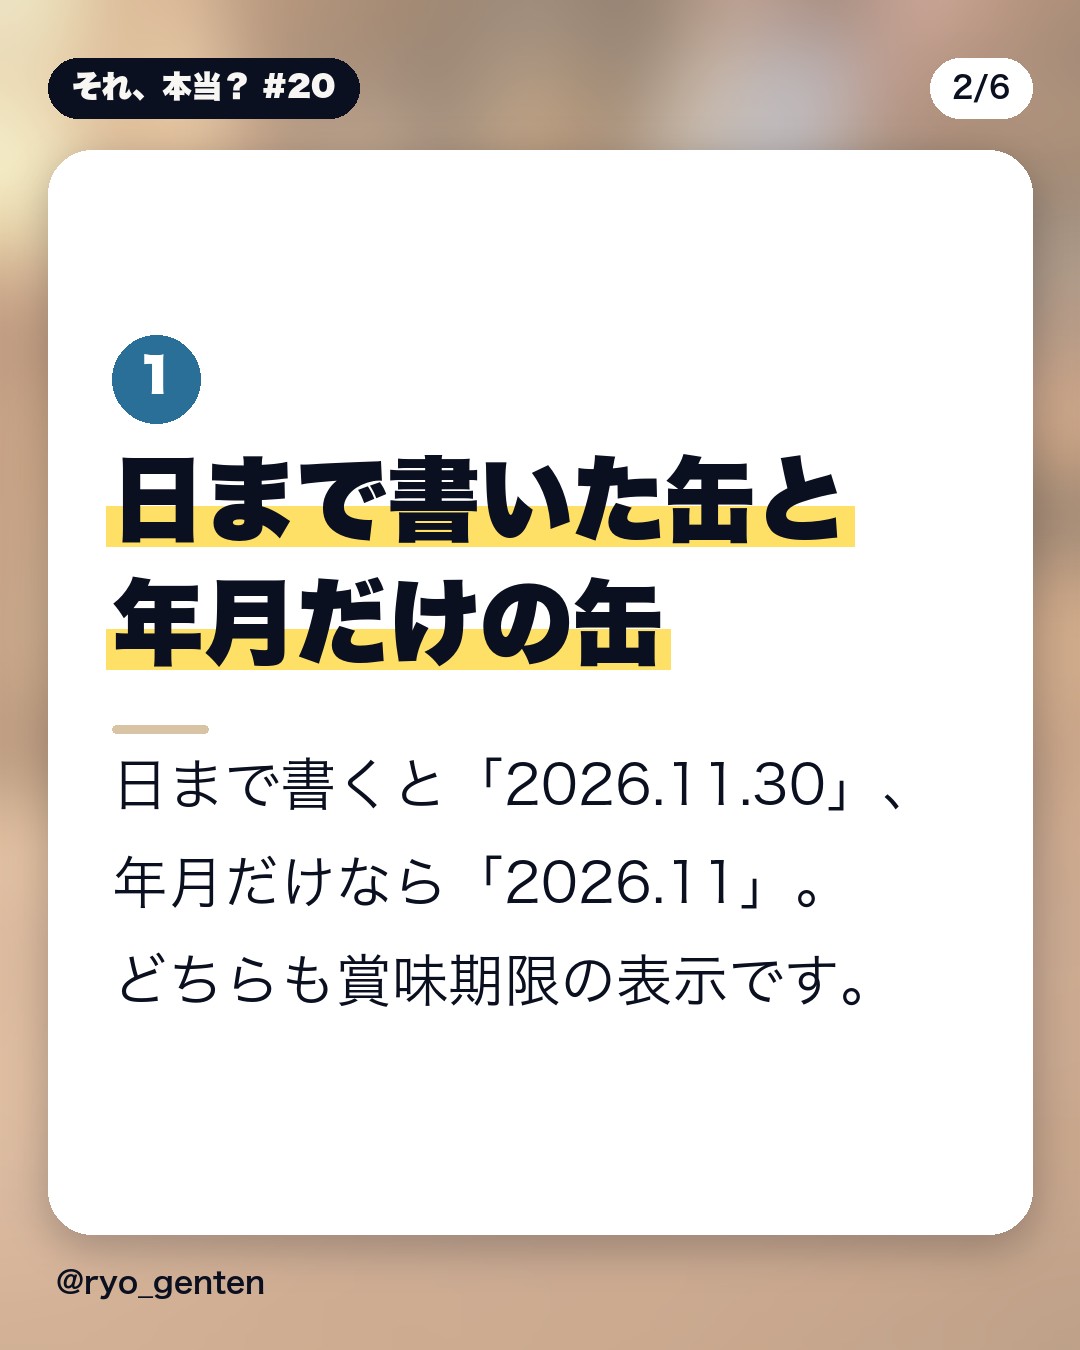 それ、本当？ #20
2/6
1
日まで書いた缶と
年月だけの缶
日まで書くと「2026.11.30」、
年月だけなら「2026.11」。
どちらも賞味期限の表示です。
@ryo_genten